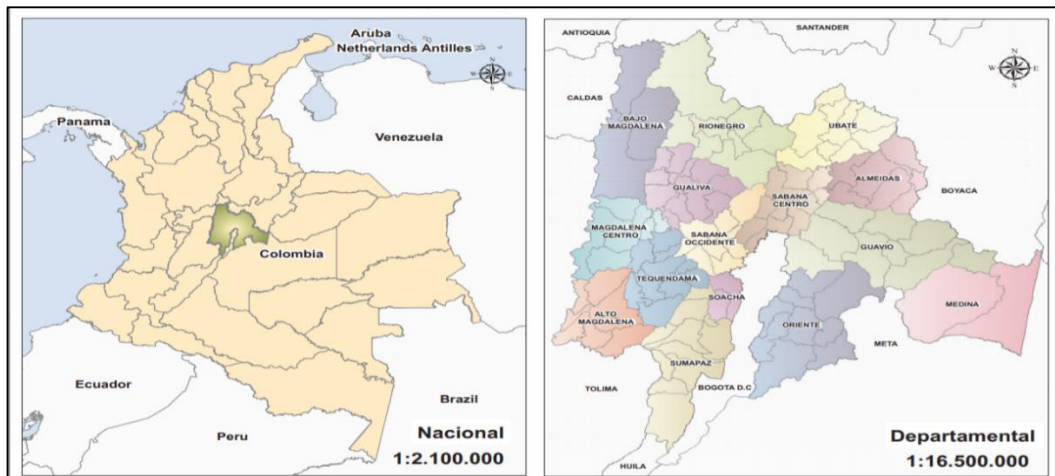 Aruba
Netherlands Antilles
N
W E
S
Panama
Venezuela
Colombia
Ecuador
Brazil
Peru
Nacional
1:2.100.000
ANTIOQUIA
SANTANDER
N
W E
S
CALDAS
BAJO
MAGDALENA
RIONEGRO
UBATE
GUALIVA
ALMEIDAS
SABANA
CENTRO
BOYACA
MAGDALENA
CENTRO
SABANA
OCCIDENTE
GUAVIO
TEQUENDAMA
SOACHA
MEDINA
ALTO
MAGDALENA
ORIENTE
META
SUMAPAZ
TOLIMA
BOGOTA D.C
HUILA
Departamental
1:16.500.000